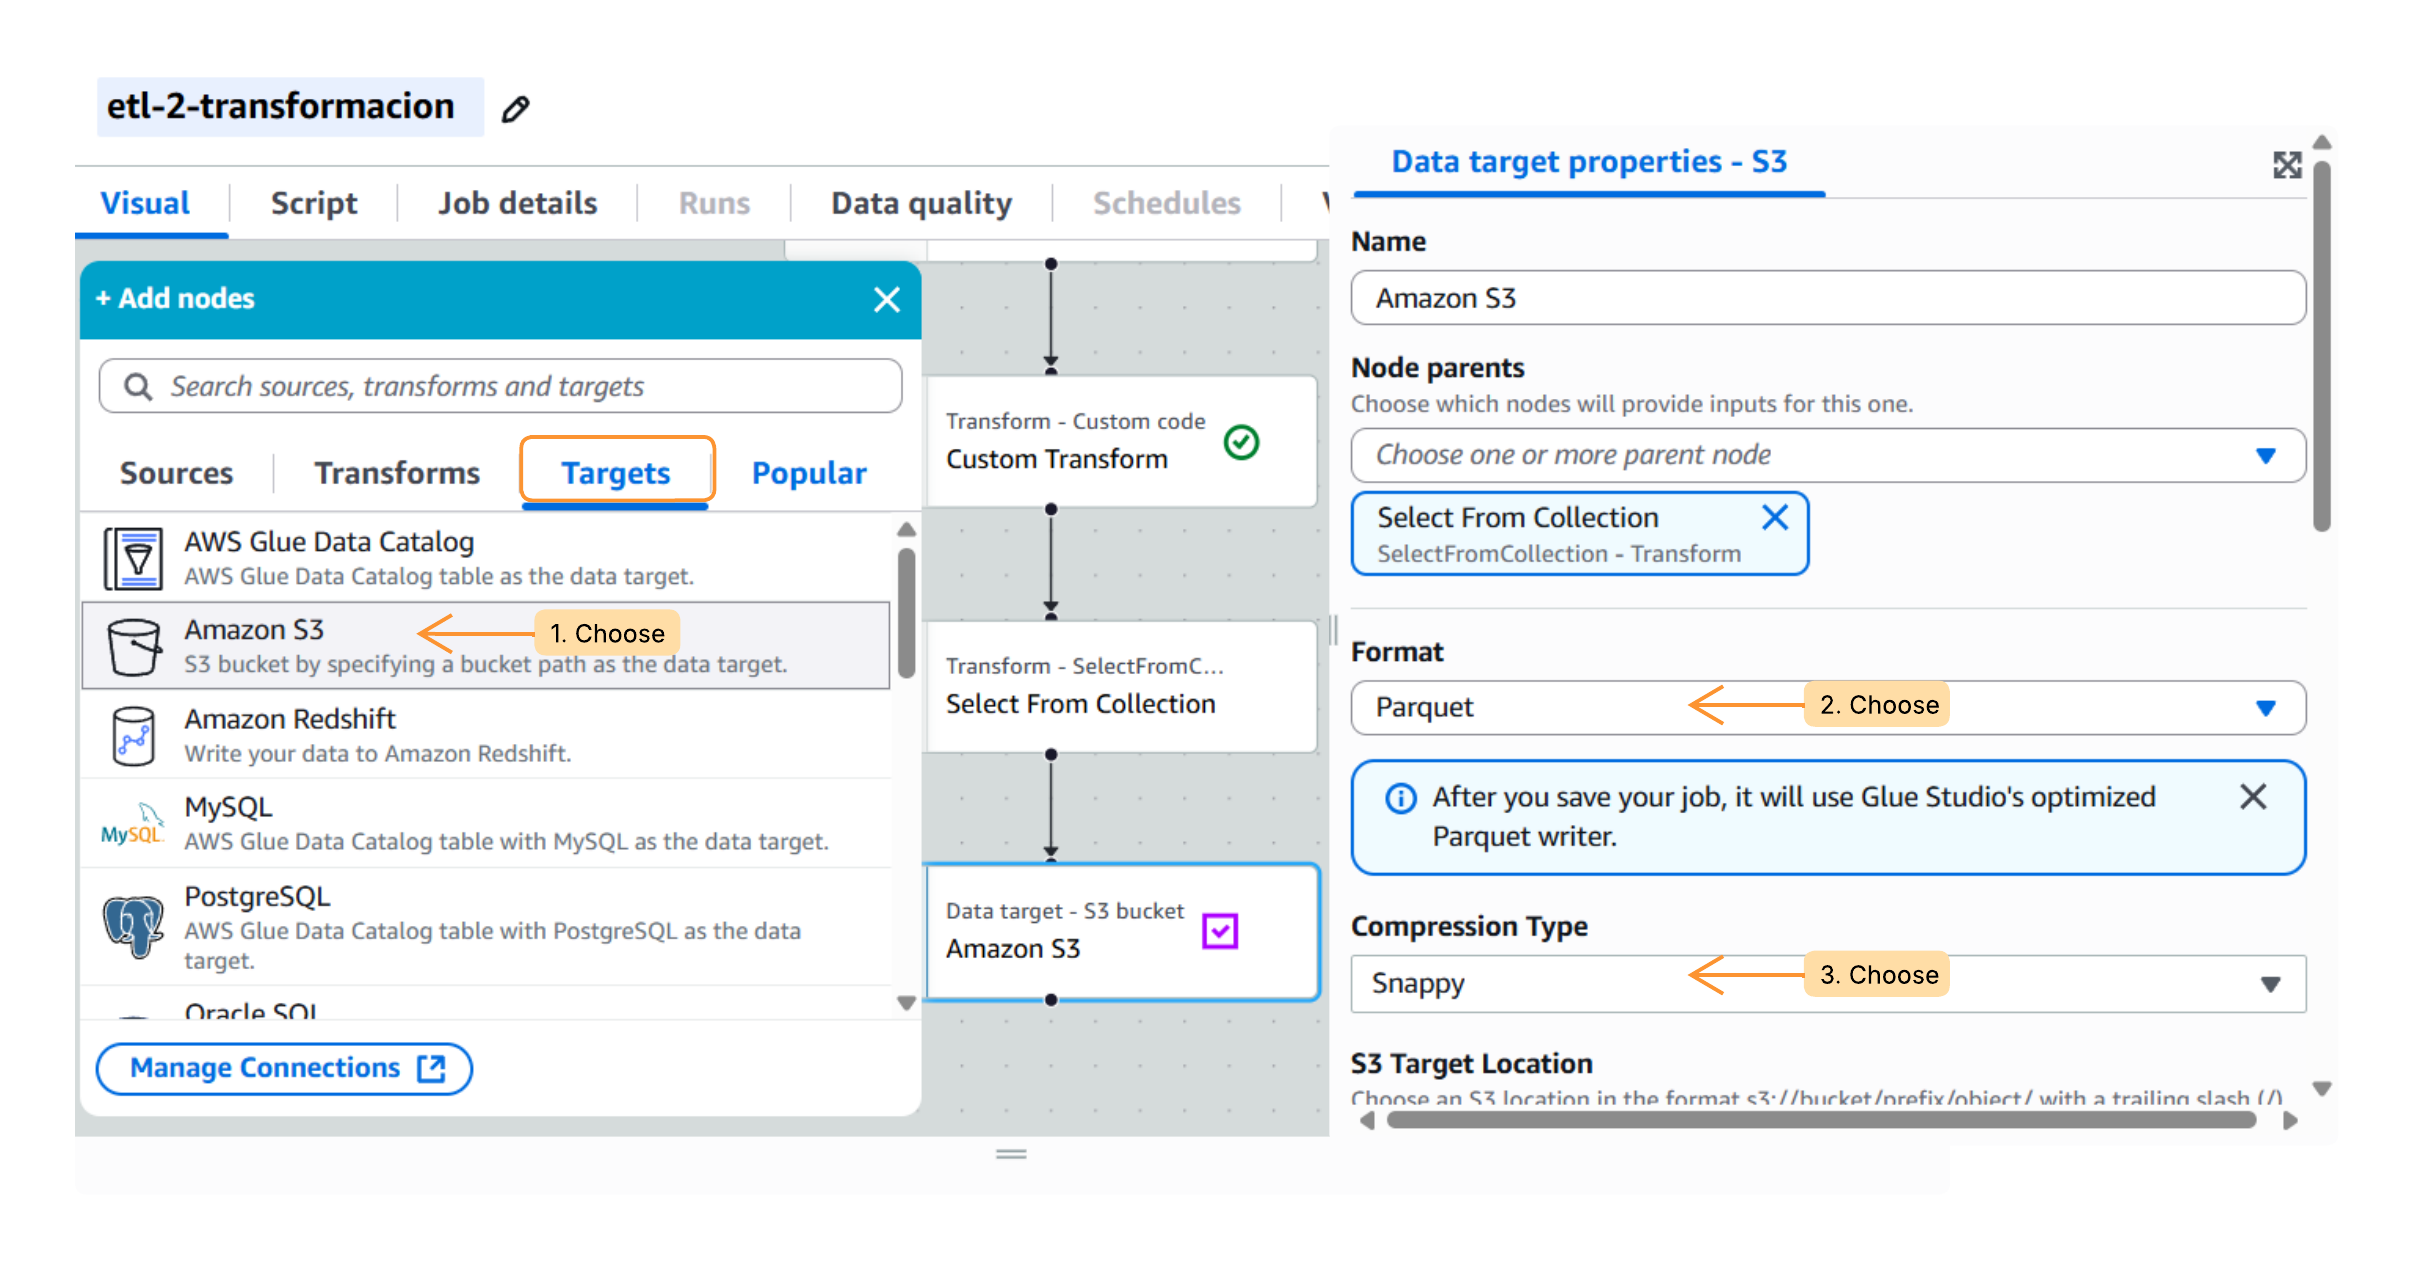 etl-2-transformacion
Visual
Script
Job details
Runs
Data quality
Schedules
+ Add nodes
Search sources, transforms and targets
Sources
Transforms
Targets
Popular
AWS Glue Data Catalog
AWS Glue Data Catalog table as the data target.
Amazon S3
1. Choose
S3 bucket by specifying a bucket path as the data target.
Amazon Redshift
Write your data to Amazon Redshift.
MySQL
MySQL
AWS Glue Data Catalog table with MySQL as the data target.
PostgreSQL
AWS Glue Data Catalog table with PostgreSQL as the data
target.
Oracle SQL
Manage Connections
Transform - Custom code
Custom Transform
Transform - SelectFromC...
Select From Collection
Data target - S3 bucket
Amazon S3
Data target properties - S3
Name
Amazon S3
Node parents
Choose which nodes will provide inputs for this one.
Choose one or more parent node
Select From Collection
SelectFromCollection - Transform
Format
Parquet
2. Choose
After you save your job, it will use Glue Studio's optimized
Parquet writer.
Compression Type
Snappy
3. Choose
S3 Target Location
Choose an S3 location in the format s3://bucket/prefix/object/ with a trailing slash (/)